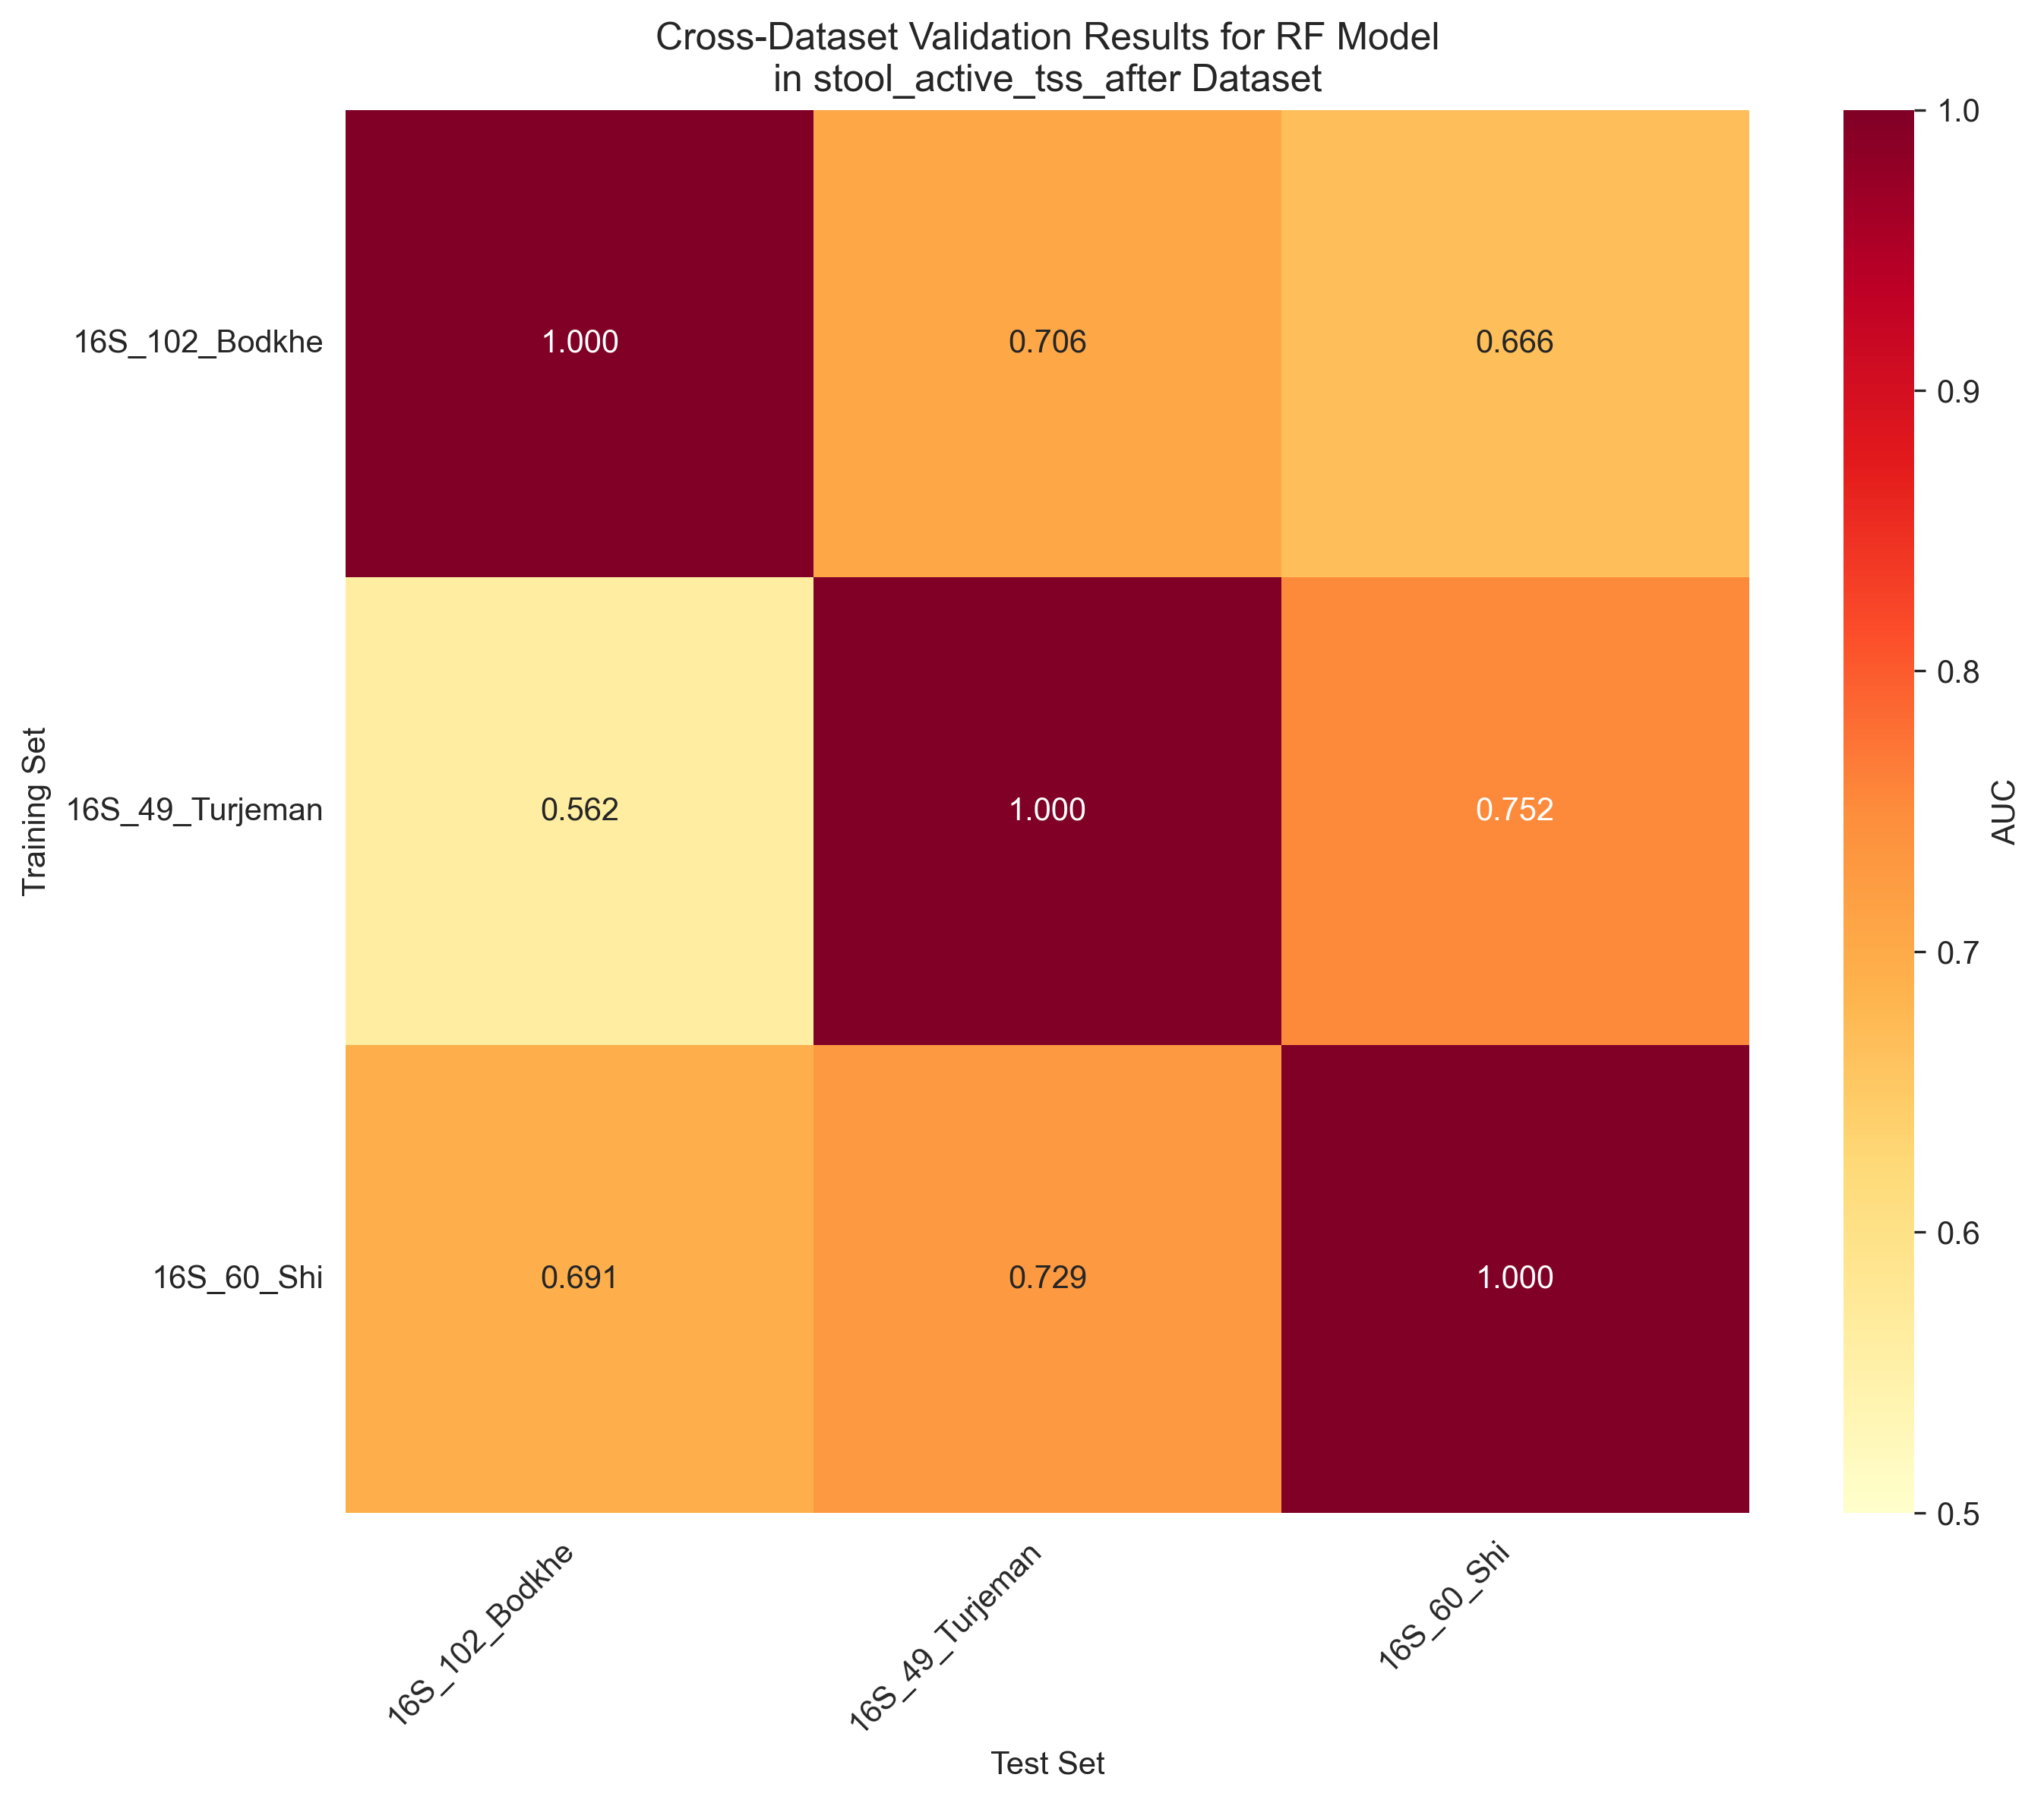 Cross-Dataset Validation Results for RF Model
in stool_active_tss_after Dataset
Training Set
16S_102_Bodkhe
1.000
0.706
0.666
16S_49_Turjeman
0.562
1.000
0.752
16S_60_Shi
0.691
0.729
1.000
16S_102_Bodkhe
16S_49_Turjeman
16S_60_Shi
Test Set
1.0
0.9
0.8
0.7
0.6
0.5
AUC